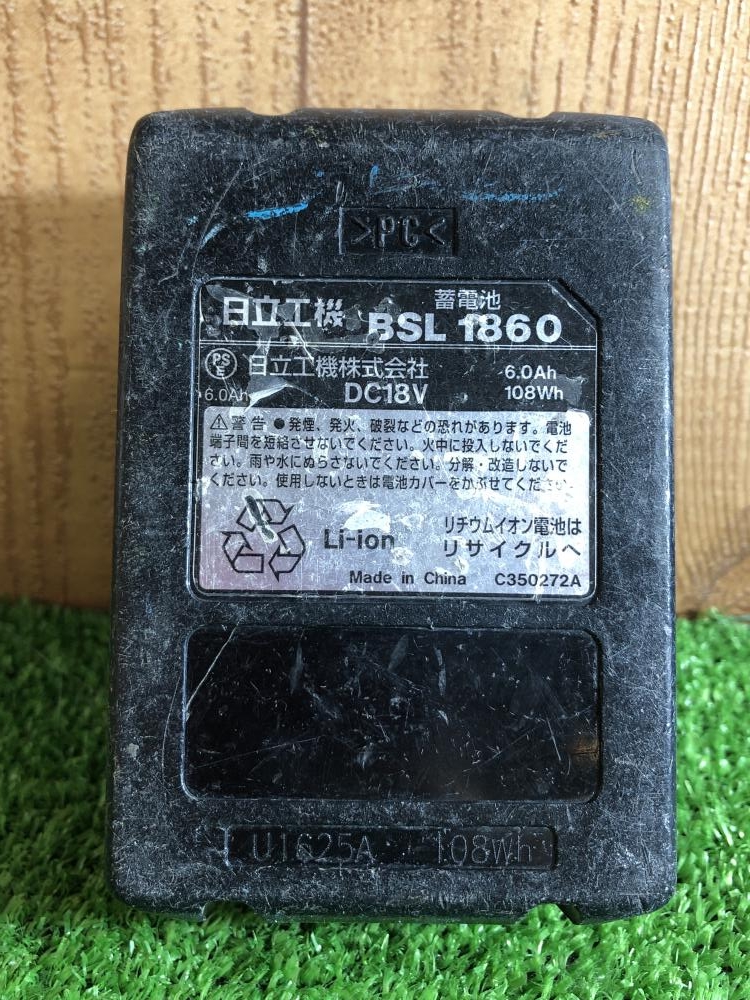 >PC<
蓄電池
日立工機 BSL 1860
PS E 日立工機株式会社 6.0Ah
6.0Ah DC18V 108Wh
⚠警告 ●発煙、発火、破裂などの恐れがあります。電池
端子間を短絡させないでください。火中に投入しないでくだ
さい。雨や水にぬらさないでください。分解・改造しないで
ください。使用しないときは電池カバーをかぶせてください。
Li-ion リチウムイオン電池は
リサイクルへ
Made in China C350272A
U1625A 108Wh